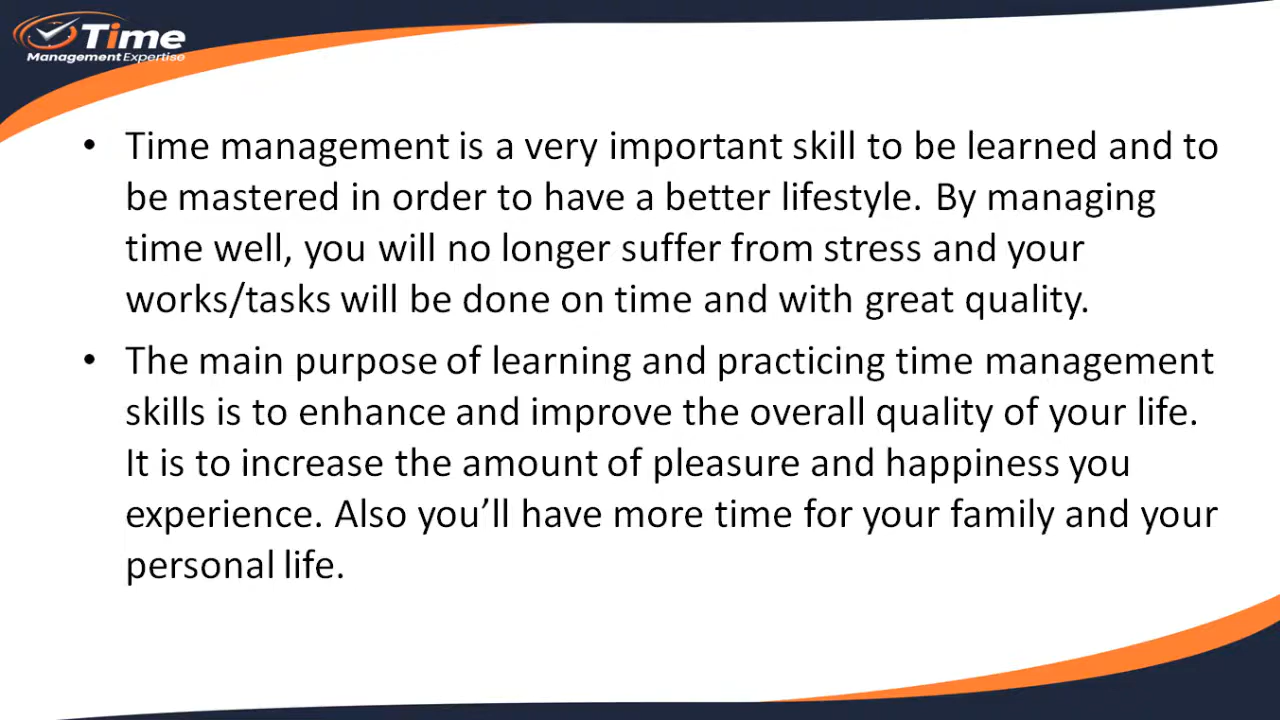 Time
Management Expertise
• Time management is a very important skill to be learned and to
be mastered in order to have a better lifestyle. By managing
time well, you will no longer suffer from stress and your
works/tasks will be done on time and with great quality.
• The main purpose of learning and practicing time management
skills is to enhance and improve the overall quality of your life.
It is to increase the amount of pleasure and happiness you
experience. Also you’ll have more time for your family and your
personal life.